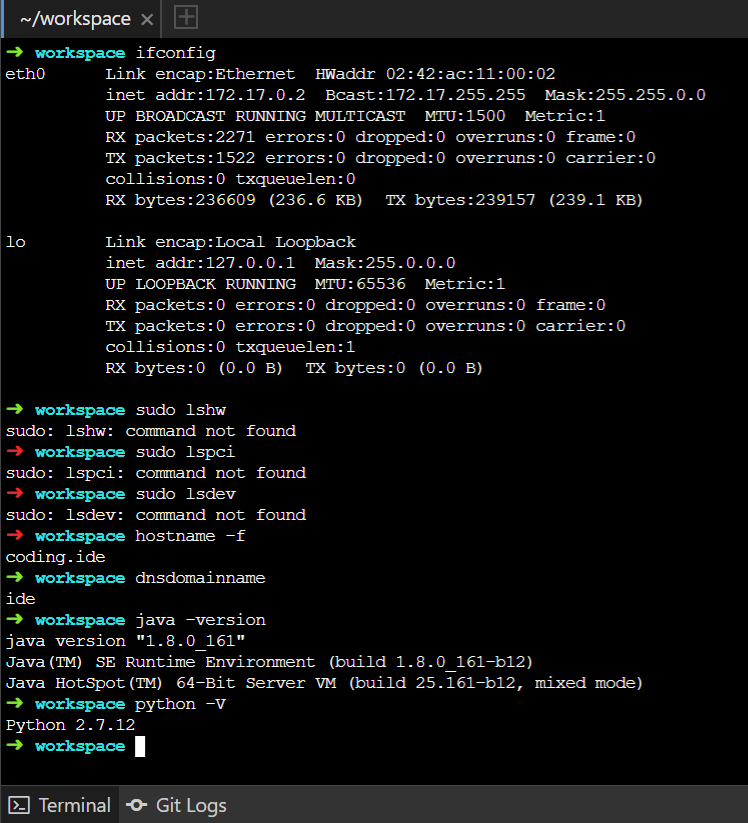 ~/workspace
➜ workspace ifconfig
eth0      Link encap:Ethernet  HWaddr 02:42:ac:11:00:02
          inet addr:172.17.0.2  Bcast:172.17.255.255  Mask:255.255.0.0
          UP BROADCAST RUNNING MULTICAST  MTU:1500  Metric:1
          RX packets:2271 errors:0 dropped:0 overruns:0 frame:0
          TX packets:1522 errors:0 dropped:0 overruns:0 carrier:0
          collisions:0 txqueuelen:0
          RX bytes:236609 (236.6 KB)  TX bytes:239157 (239.1 KB)

lo        Link encap:Local Loopback
          inet addr:127.0.0.1  Mask:255.0.0.0
          UP LOOPBACK RUNNING  MTU:65536  Metric:1
          RX packets:0 errors:0 dropped:0 overruns:0 frame:0
          TX packets:0 errors:0 dropped:0 overruns:0 carrier:0
          collisions:0 txqueuelen:1
          RX bytes:0 (0.0 B)  TX bytes:0 (0.0 B)

➜ workspace sudo lshw
sudo: lshw: command not found
➜ workspace sudo lspci
sudo: lspci: command not found
➜ workspace sudo lsdev
sudo: lsdev: command not found
➜ workspace hostname -f
coding.ide
➜ workspace dnsdomainname
ide
➜ workspace java -version
java version "1.8.0_161"
Java(TM) SE Runtime Environment (build 1.8.0_161-b12)
Java HotSpot(TM) 64-Bit Server VM (build 25.161-b12, mixed mode)
➜ workspace python -V
Python 2.7.12
➜ workspace
Terminal Git Logs